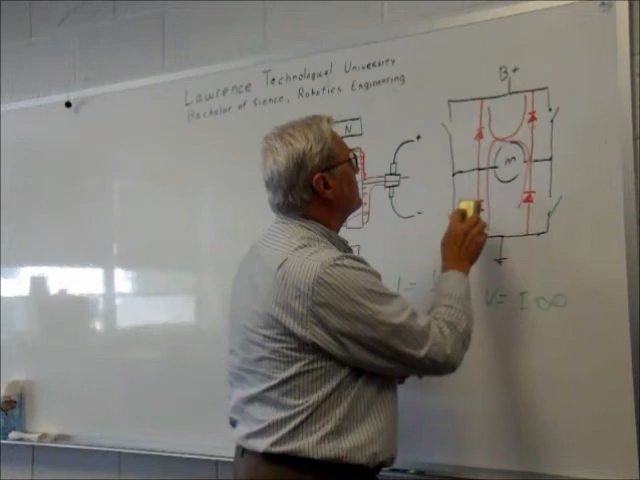 Lawrence Technological University
Bachelor of Science, Robotics Engineering
N
+
-
B+
m
V= I ∞